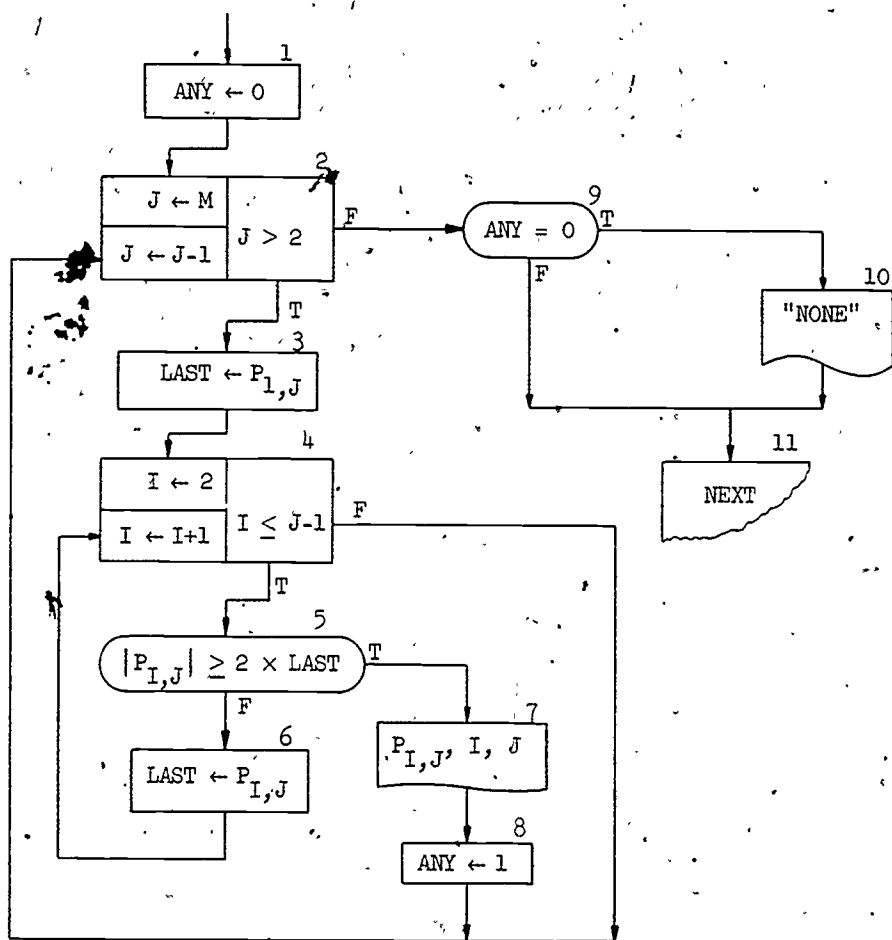 1
ANY ← 0
2
J ← M
J ← J-1
J > 2
F
T
9
ANY = 0
T
F
10
"NONE"
3
LAST ← P1,J
4
I ← 2
I ← I+1
I ≤ J-1
F
T
11
NEXT
5
|PI,J| ≥ 2 × LAST
T
F
7
PI,J, I, J
6
LAST ← PI,J
8
ANY ← 1